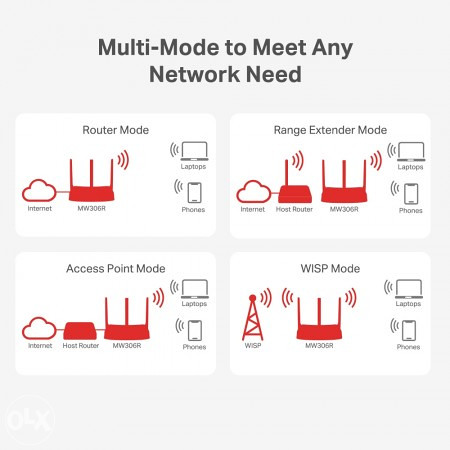 Multi-Mode to Meet Any
Network Need
Router Mode
Laptops
Internet
MW306R
Phones
Range Extender Mode
Laptops
Internet
Host Router
MW306R
Phones
Access Point Mode
Laptops
Internet
Host Router
MW306R
Phones
WISP Mode
Laptops
WISP
MW306R
Phones
OLX